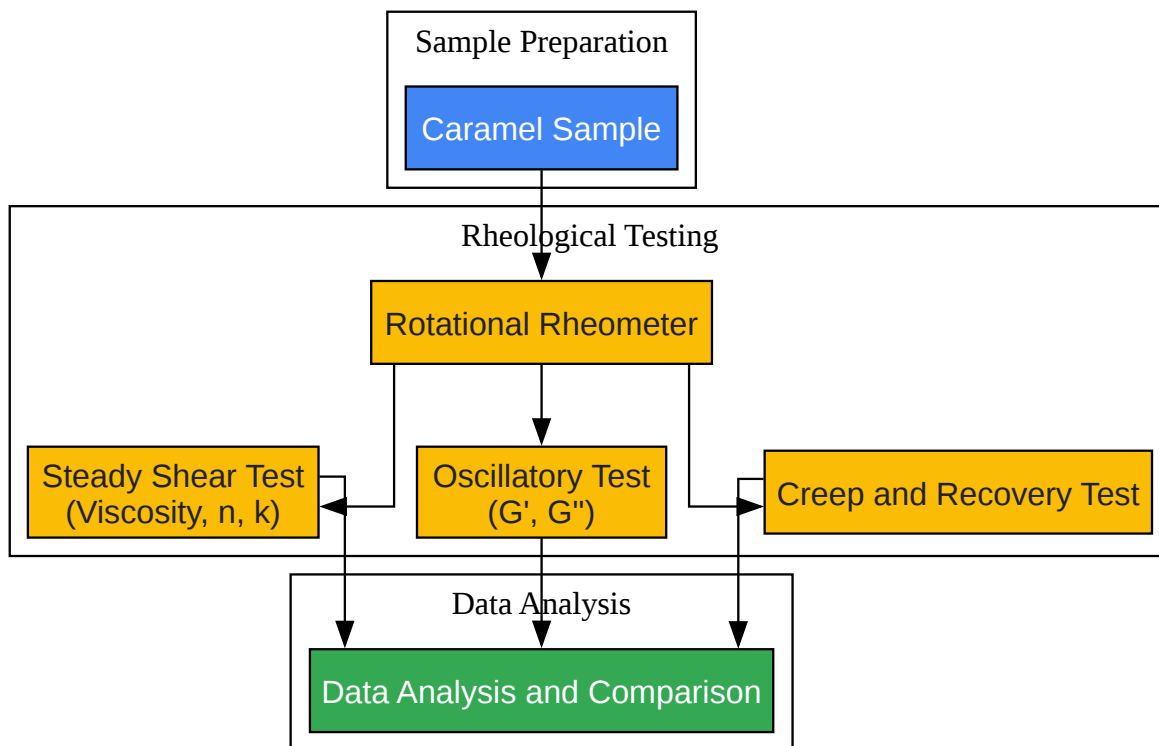 Sample Preparation
Caramel Sample
Rheological Testing
Rotational Rheometer
Steady Shear Test
(Viscosity, n, k)
Oscillatory Test
(G', G'')
Creep and Recovery Test
Data Analysis
Data Analysis and Comparison